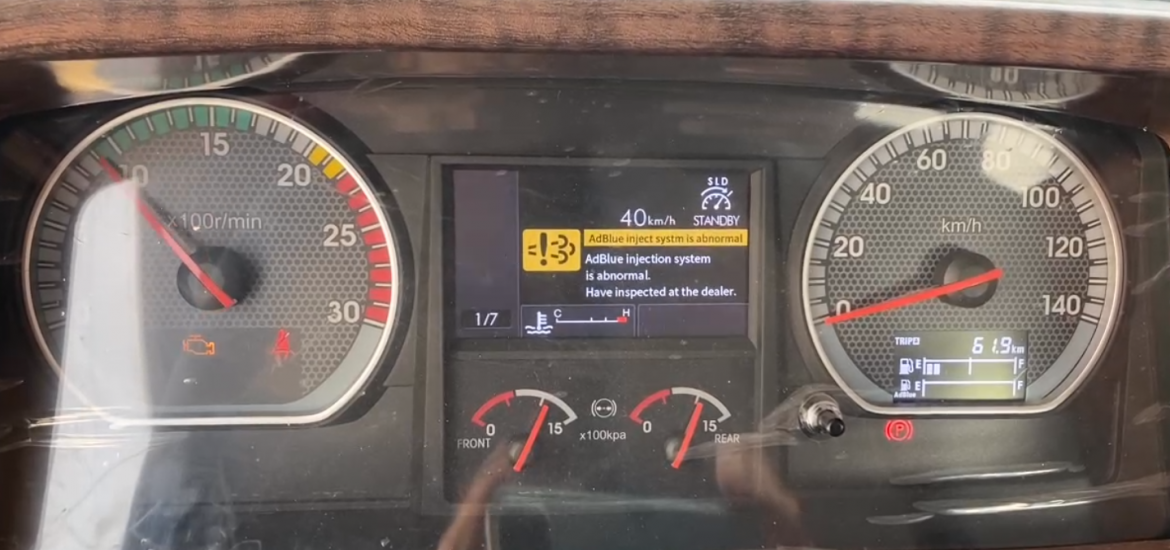 10
15
20
25
30
x100r/min
SLD
40km/h STANDBY
AdBlue inject systm is abnormal
AdBlue injection system
is abnormal.
Have inspected at the dealer.
1/7
C H
0 15
FRONT
x100kpa
0 15
REAR
0
20
40
60
80
100
120
140
km/h
TRIP
61.9km
E F
E F
AdBlue
P